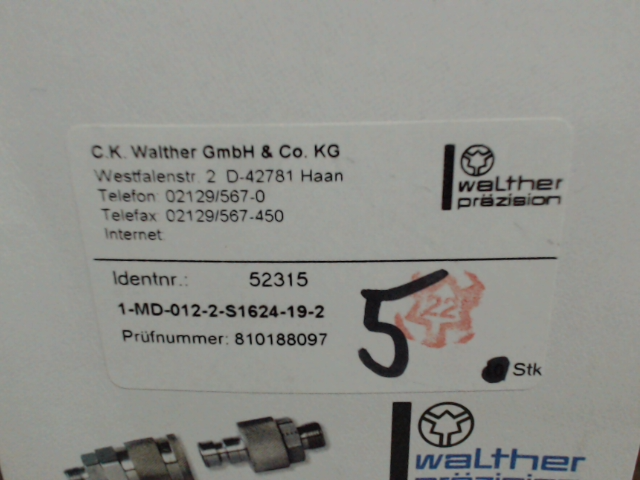 C.K. Walther GmbH & Co. KG
Westfalenstr. 2 D-42781 Haan
Telefon: 02129/567-0
Telefax: 02129/567-450
Internet:
walther
präzision
Identnr.: 52315
1-MD-012-2-S1624-19-2
Prüfnummer: 810188097
5
22
Stk
walther
präzision